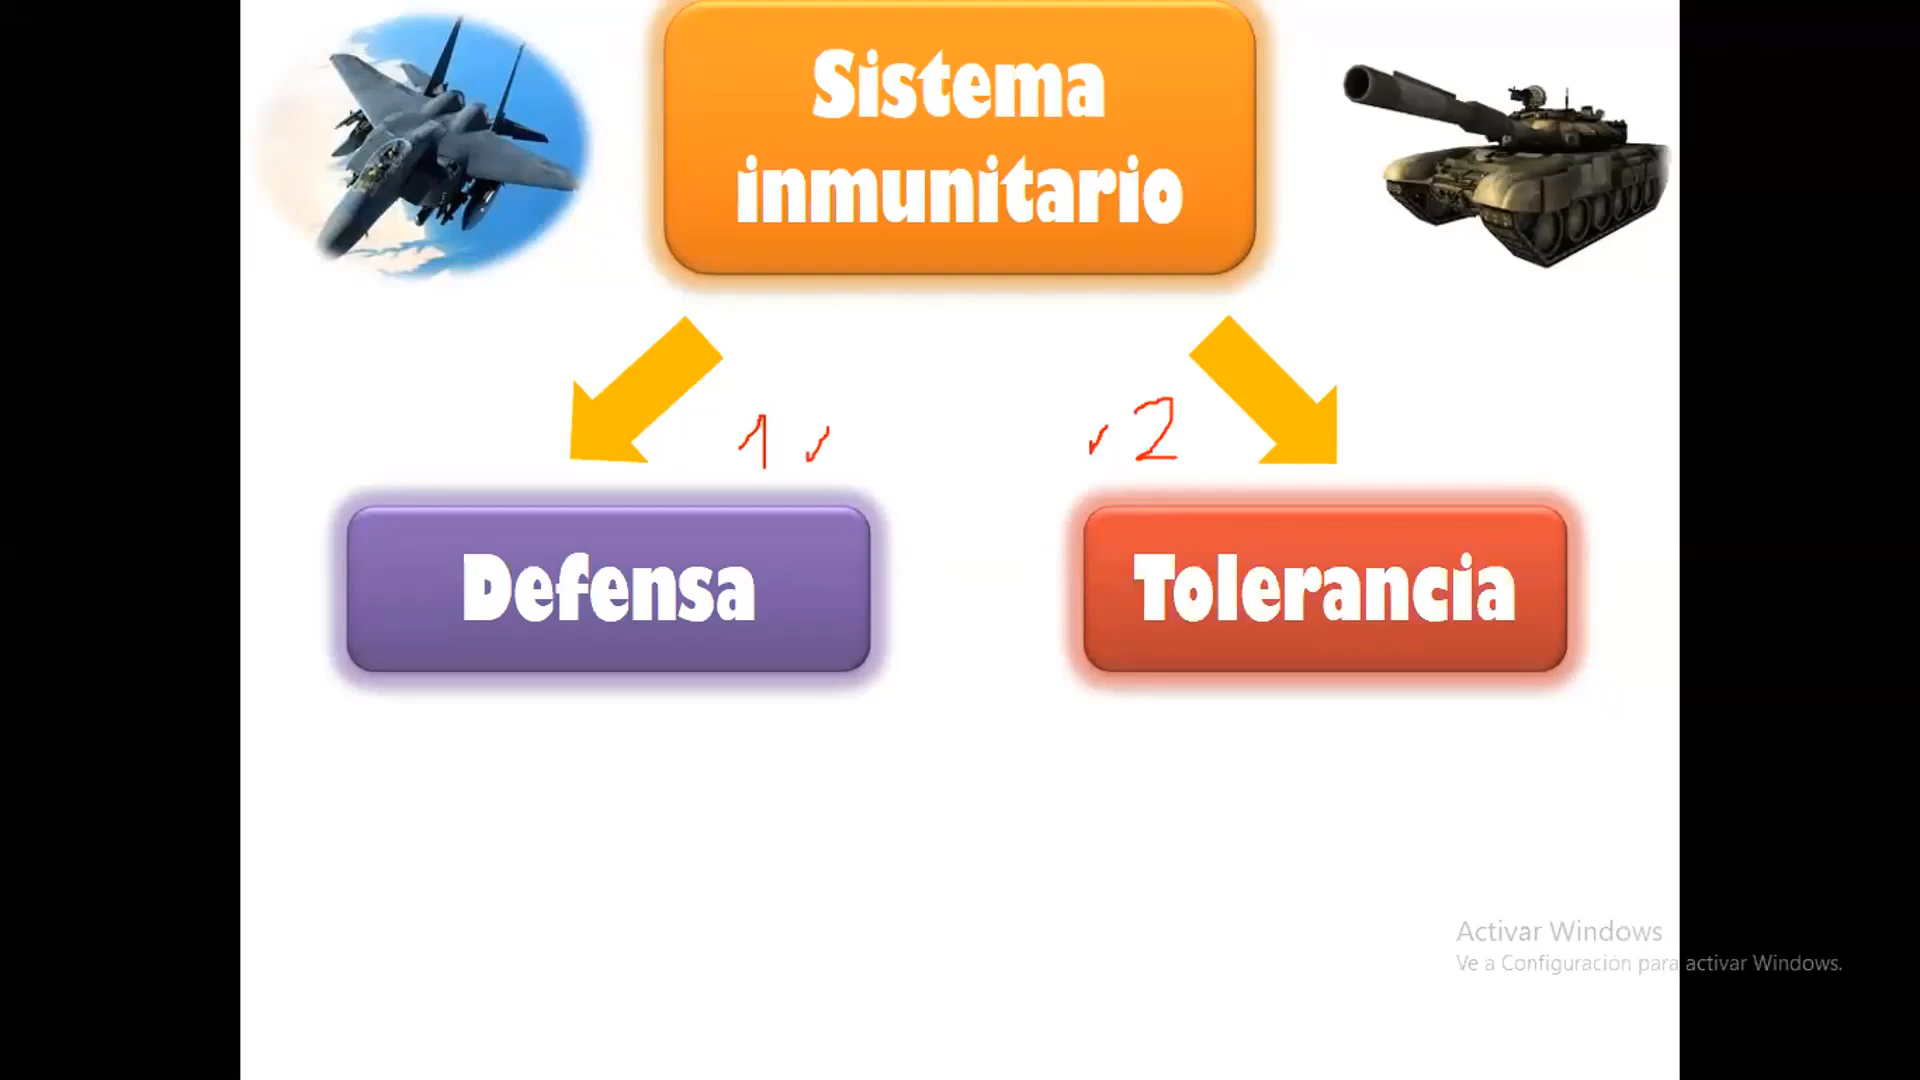 Sistema
inmunitario
1 ✓
✓ 2
Defensa
Tolerancia
Activar Windows
Ve a Configuración para activar Windows.